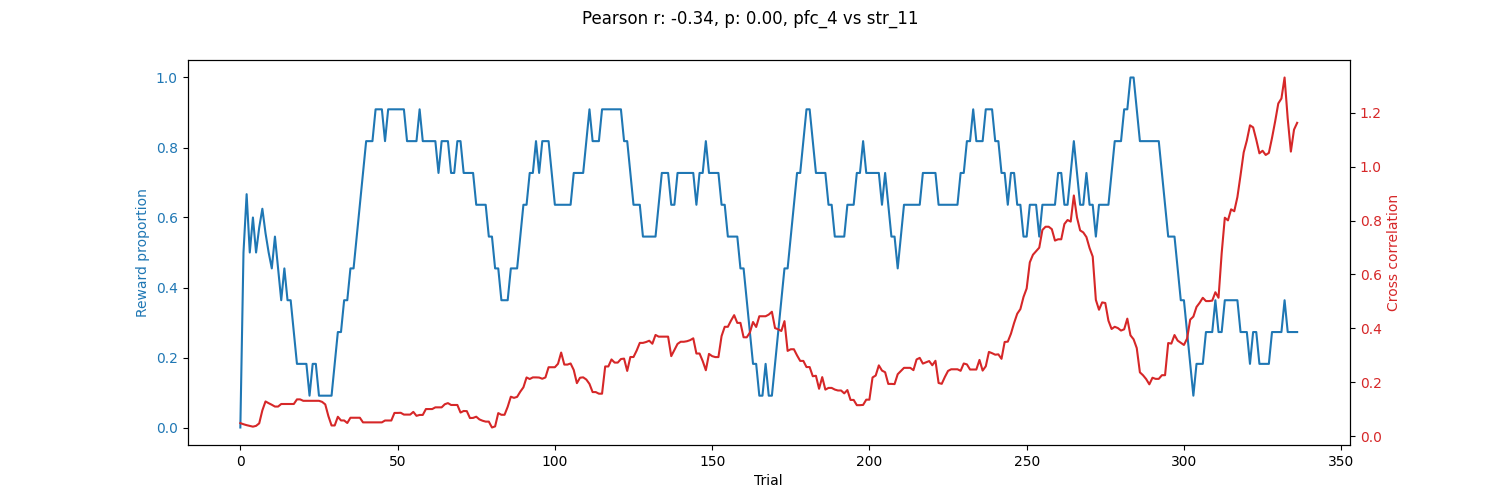 Pearson r: -0.34, p: 0.00, pfc_4 vs str_11
1.0
0.8
0.6
0.4
0.2
0.0
Reward proportion
1.2
1.0
0.8
0.6
0.4
0.2
0.0
Cross correlation
0 50 100 150 200 250 300 350
Trial